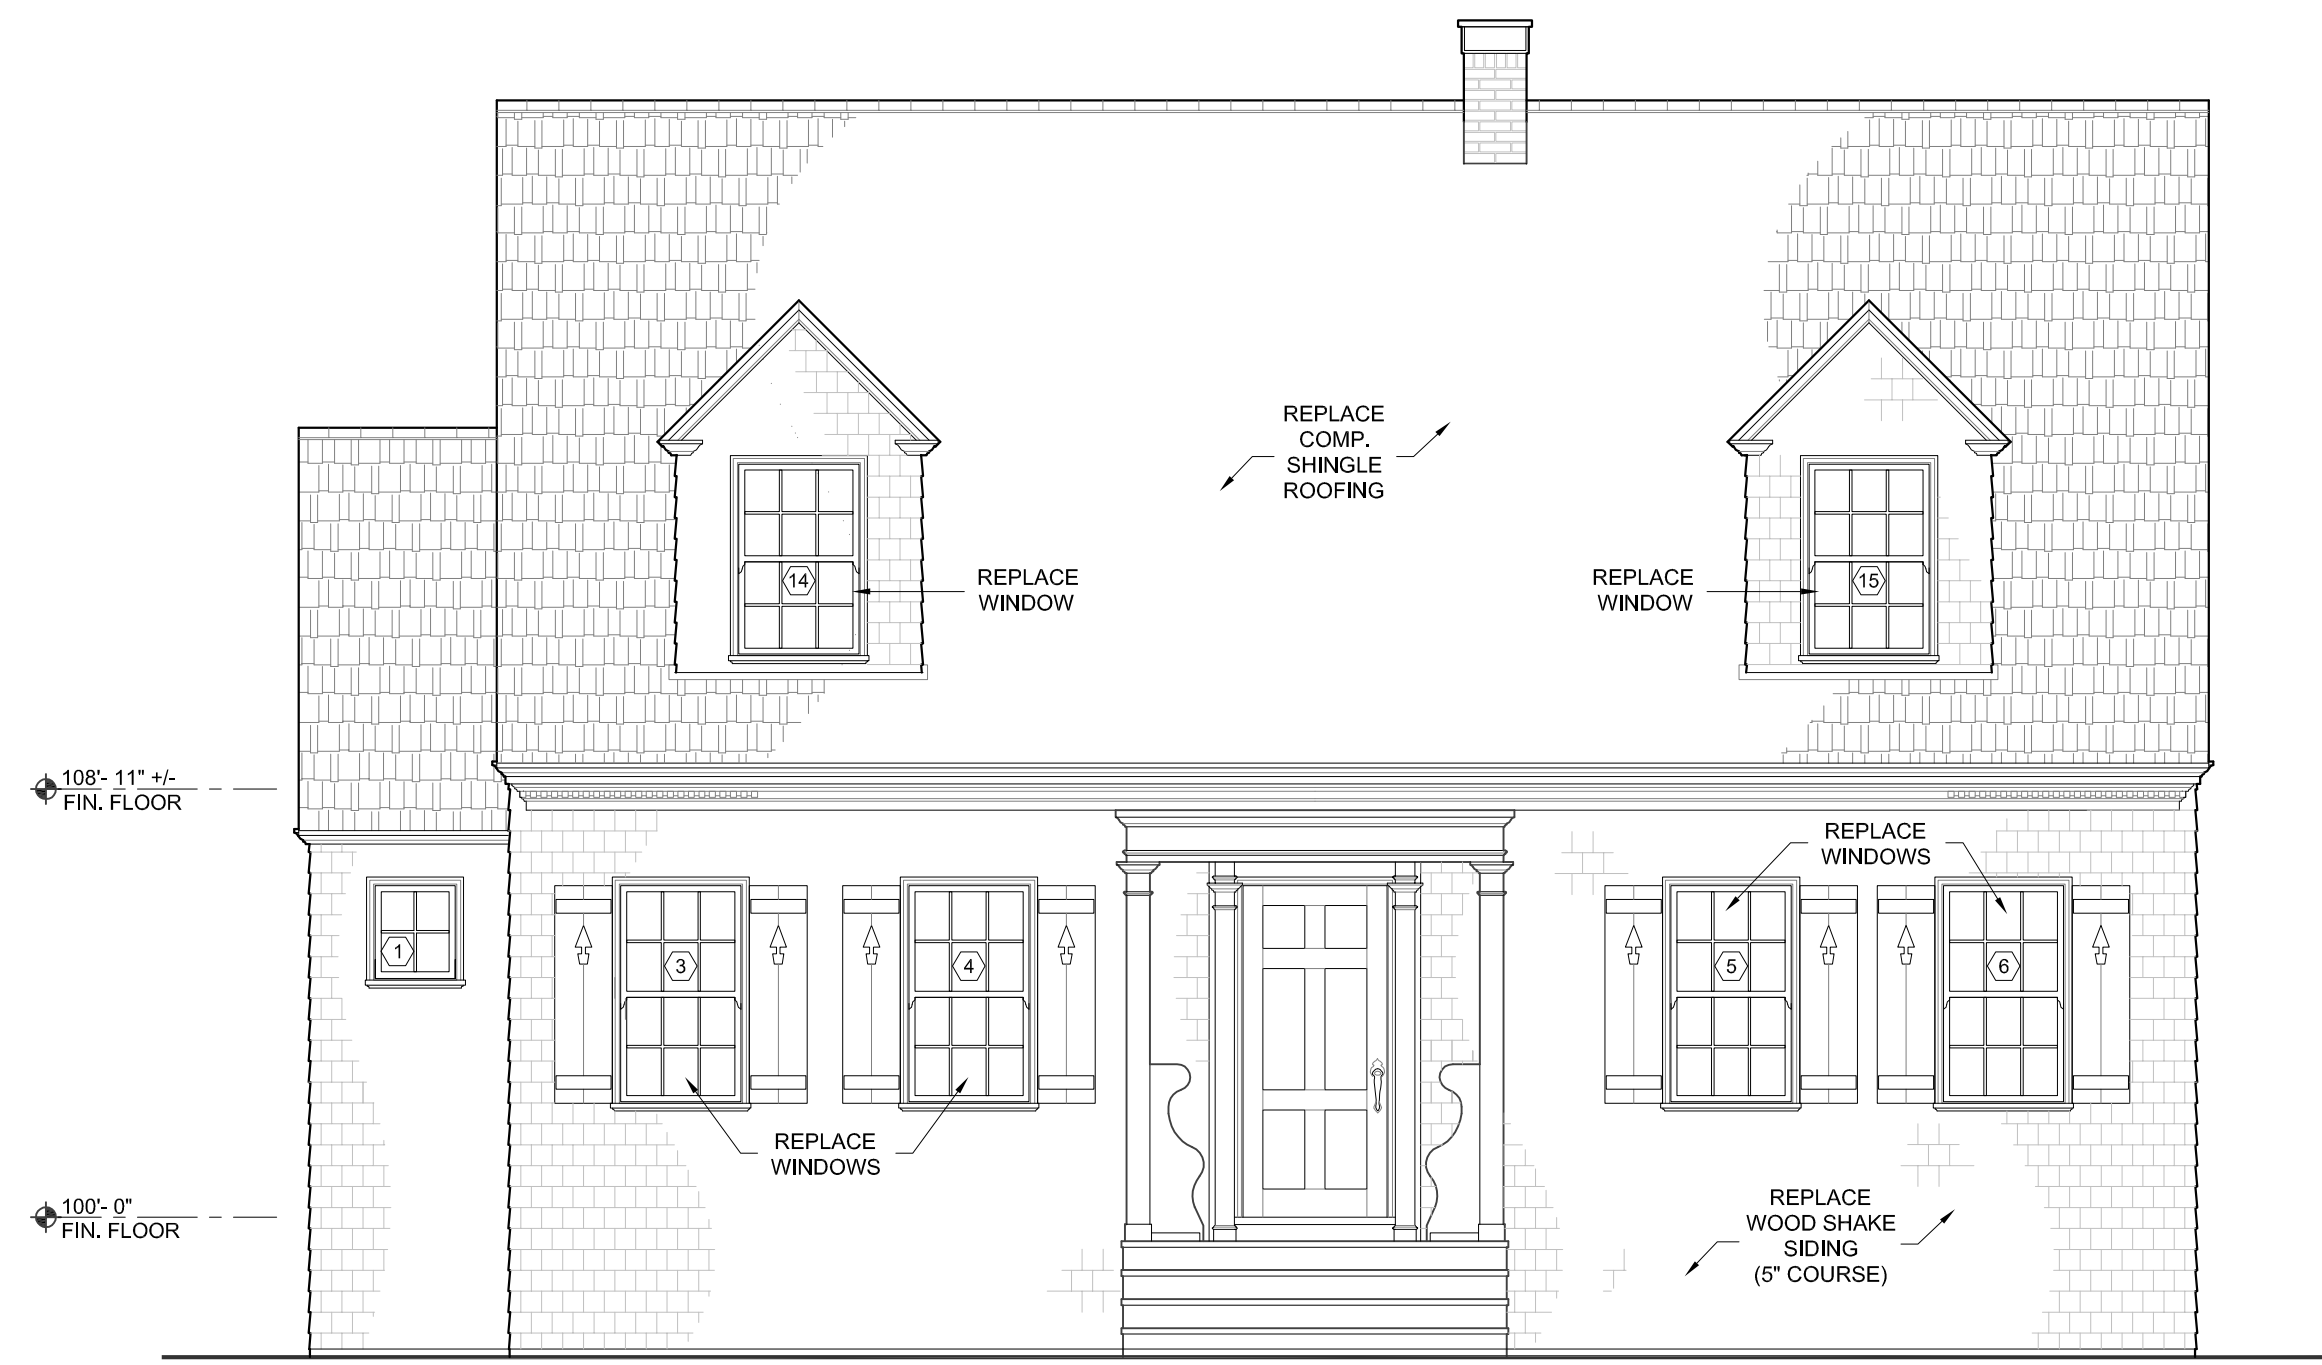 REPLACE
COMP.
SHINGLE
ROOFING
14
REPLACE
WINDOW
REPLACE
WINDOW
15
108'- 11" +/-
FIN. FLOOR
REPLACE
WINDOWS
1
3
4
5
6
REPLACE
WINDOWS
100'- 0"
FIN. FLOOR
REPLACE
WOOD SHAKE
SIDING
(5" COURSE)